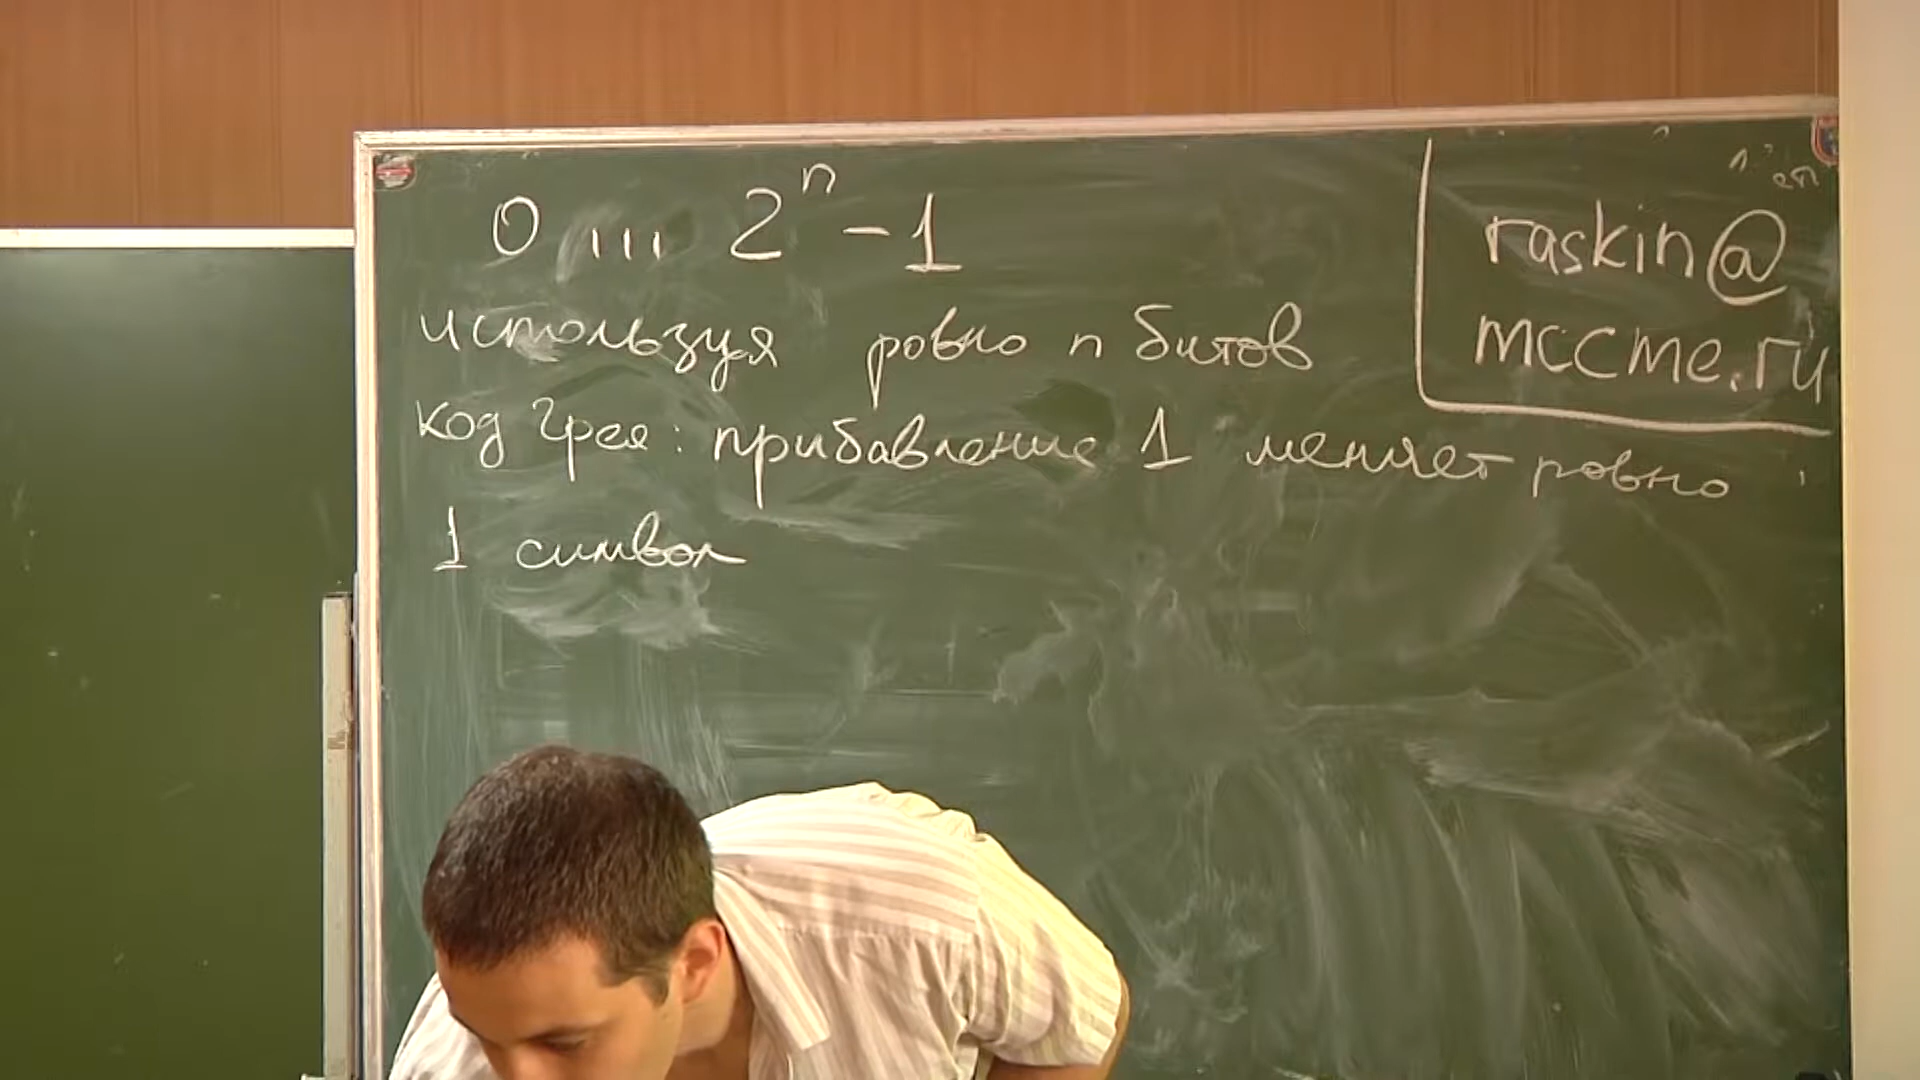 0 ... 2ⁿ - 1
используя ровно n битов
код Грея: прибавление 1 меняет ровно
1 символ
raskin@
mccme.ru